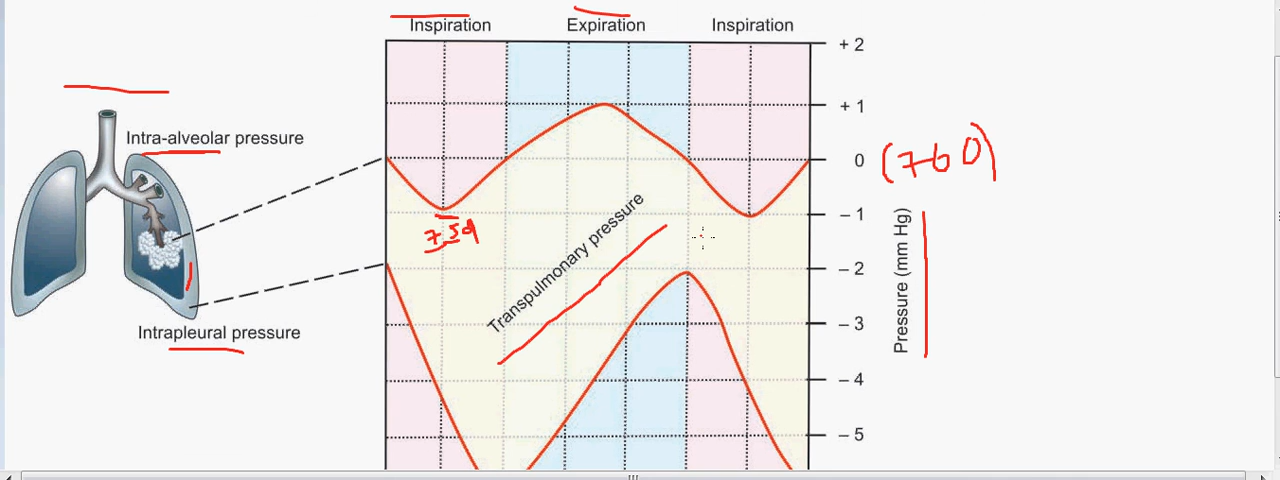 Inspiration Expiration Inspiration
Intra-alveolar pressure
Intrapleural pressure
Transpulmonary pressure
759
+ 2
+ 1
0 (760)
– 1
– 2
– 3
– 4
– 5
Pressure (mm Hg)